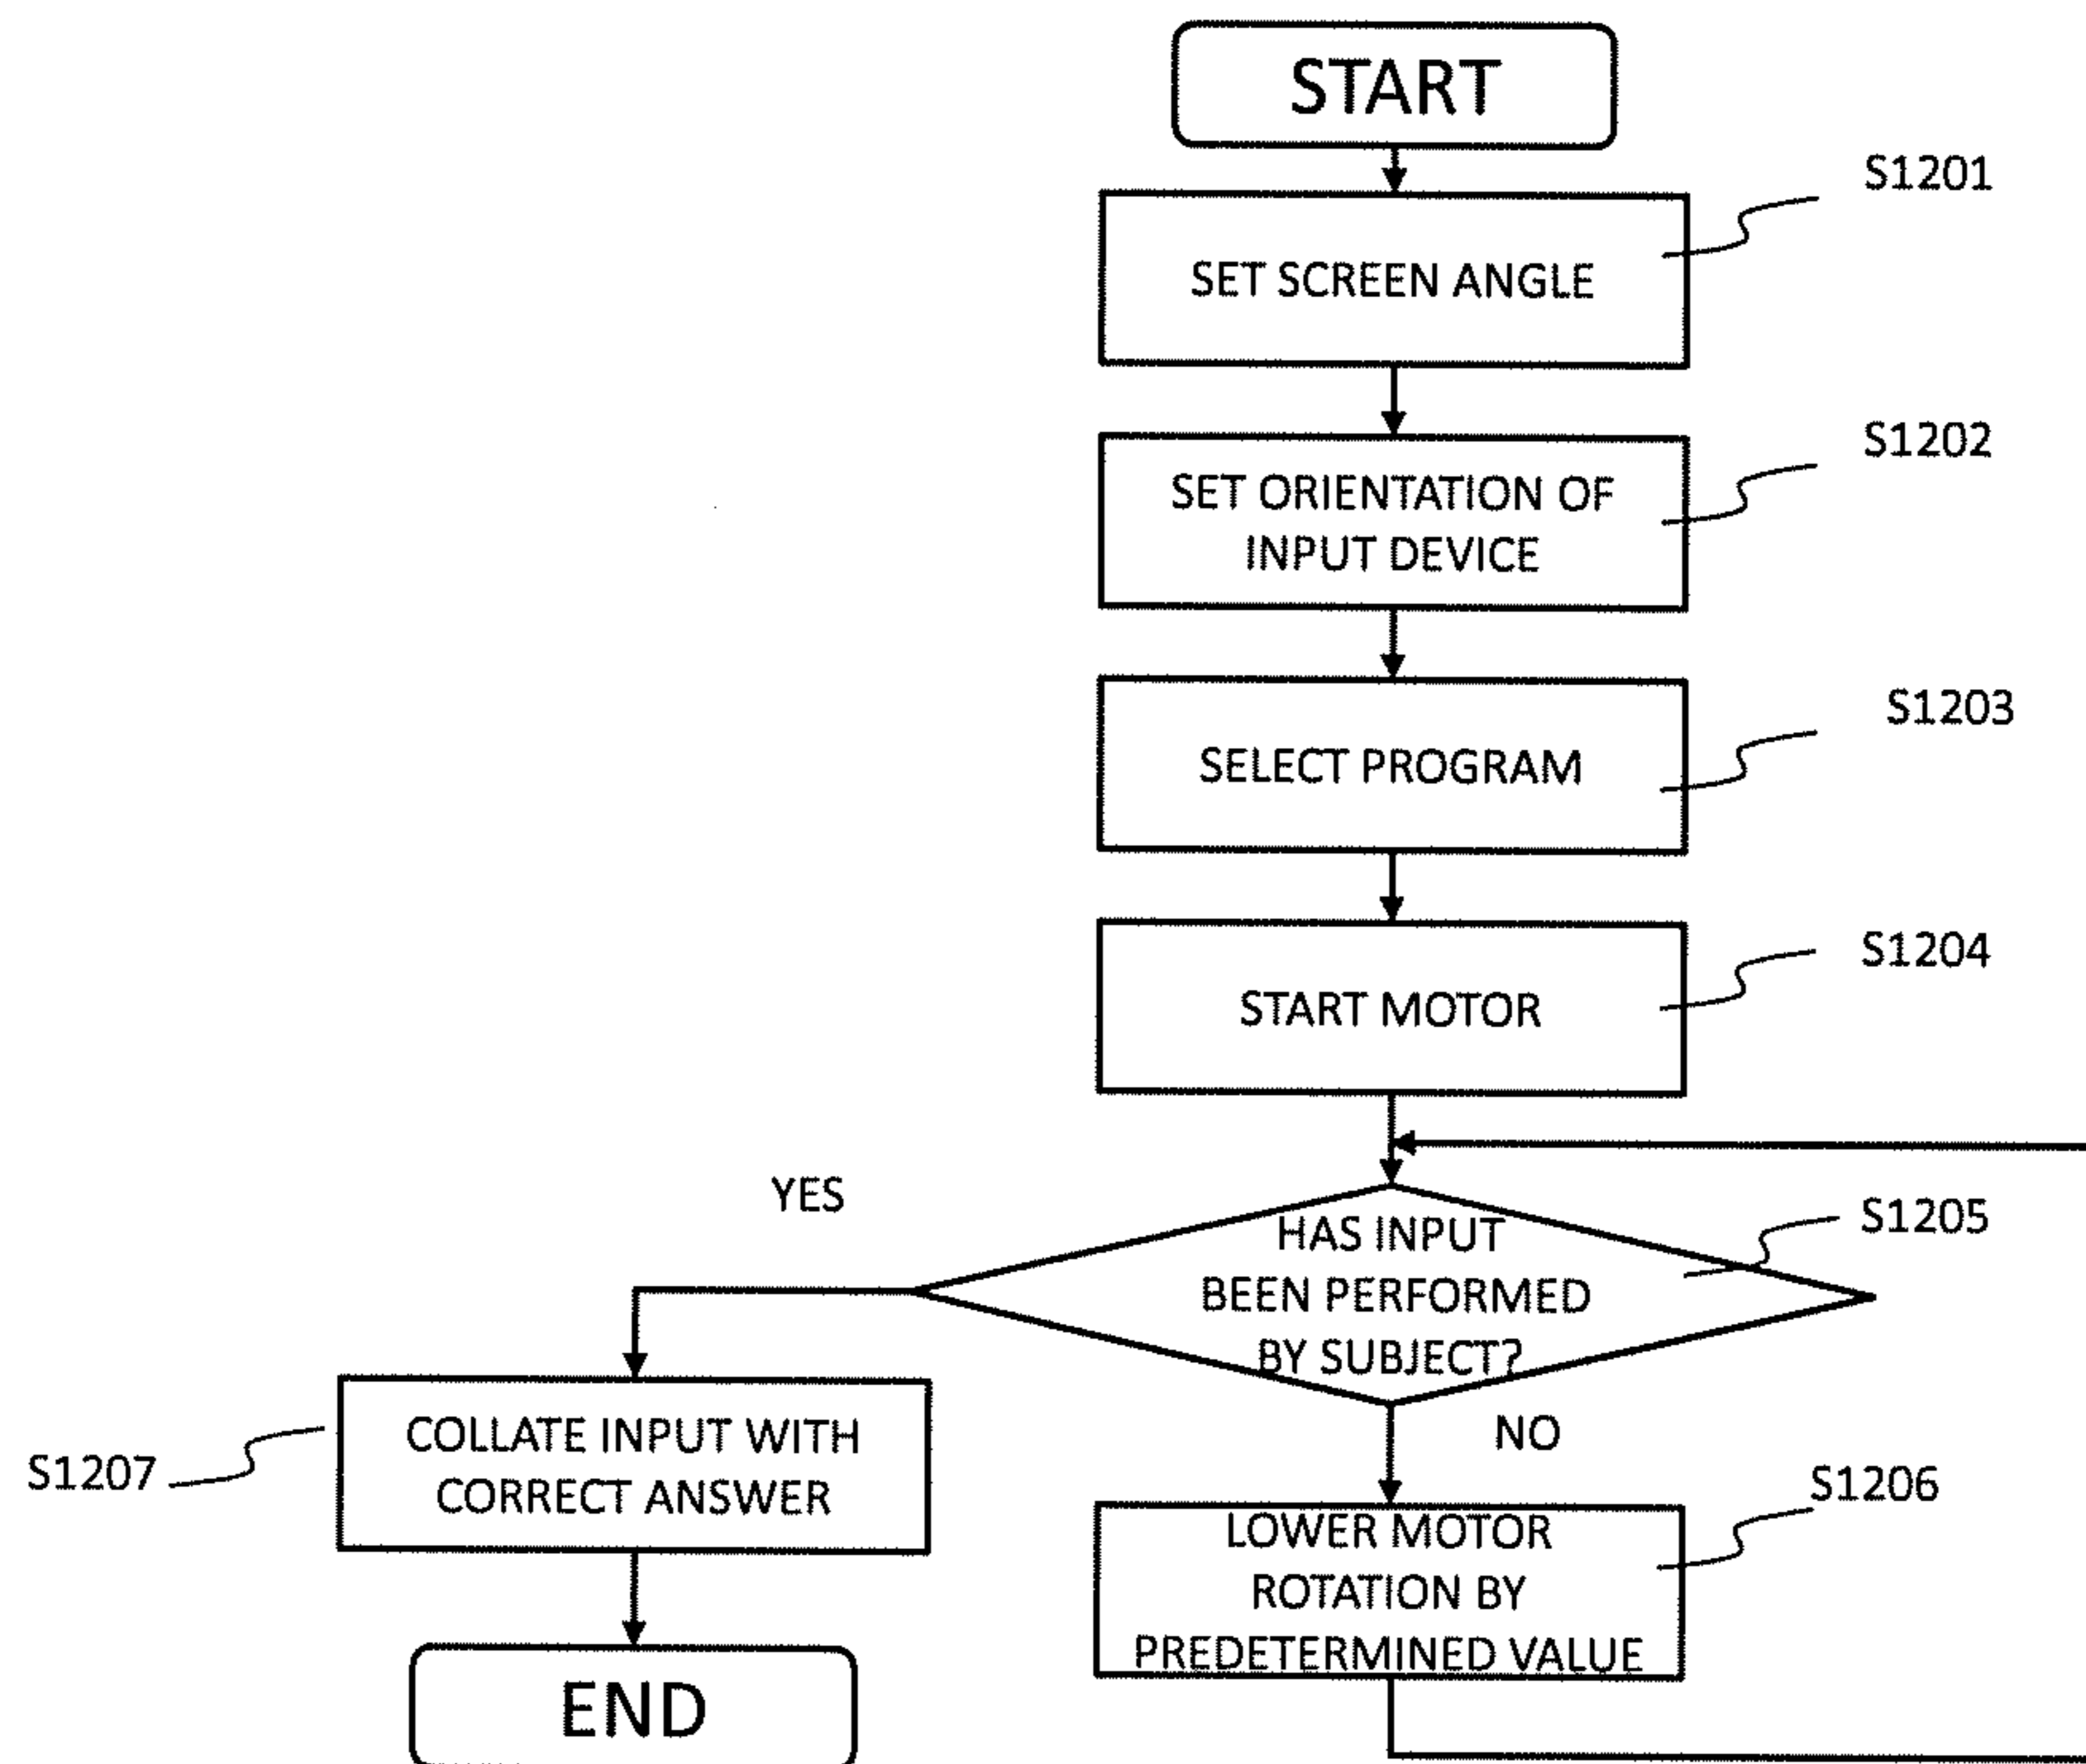 START
S1201
SET SCREEN ANGLE
S1202
SET ORIENTATION OF
INPUT DEVICE
S1203
SELECT PROGRAM
S1204
START MOTOR
YES
S1205
HAS INPUT
BEEN PERFORMED
BY SUBJECT?
NO
S1207
COLLATE INPUT WITH
CORRECT ANSWER
S1206
LOWER MOTOR
ROTATION BY
PREDETERMINED VALUE
END